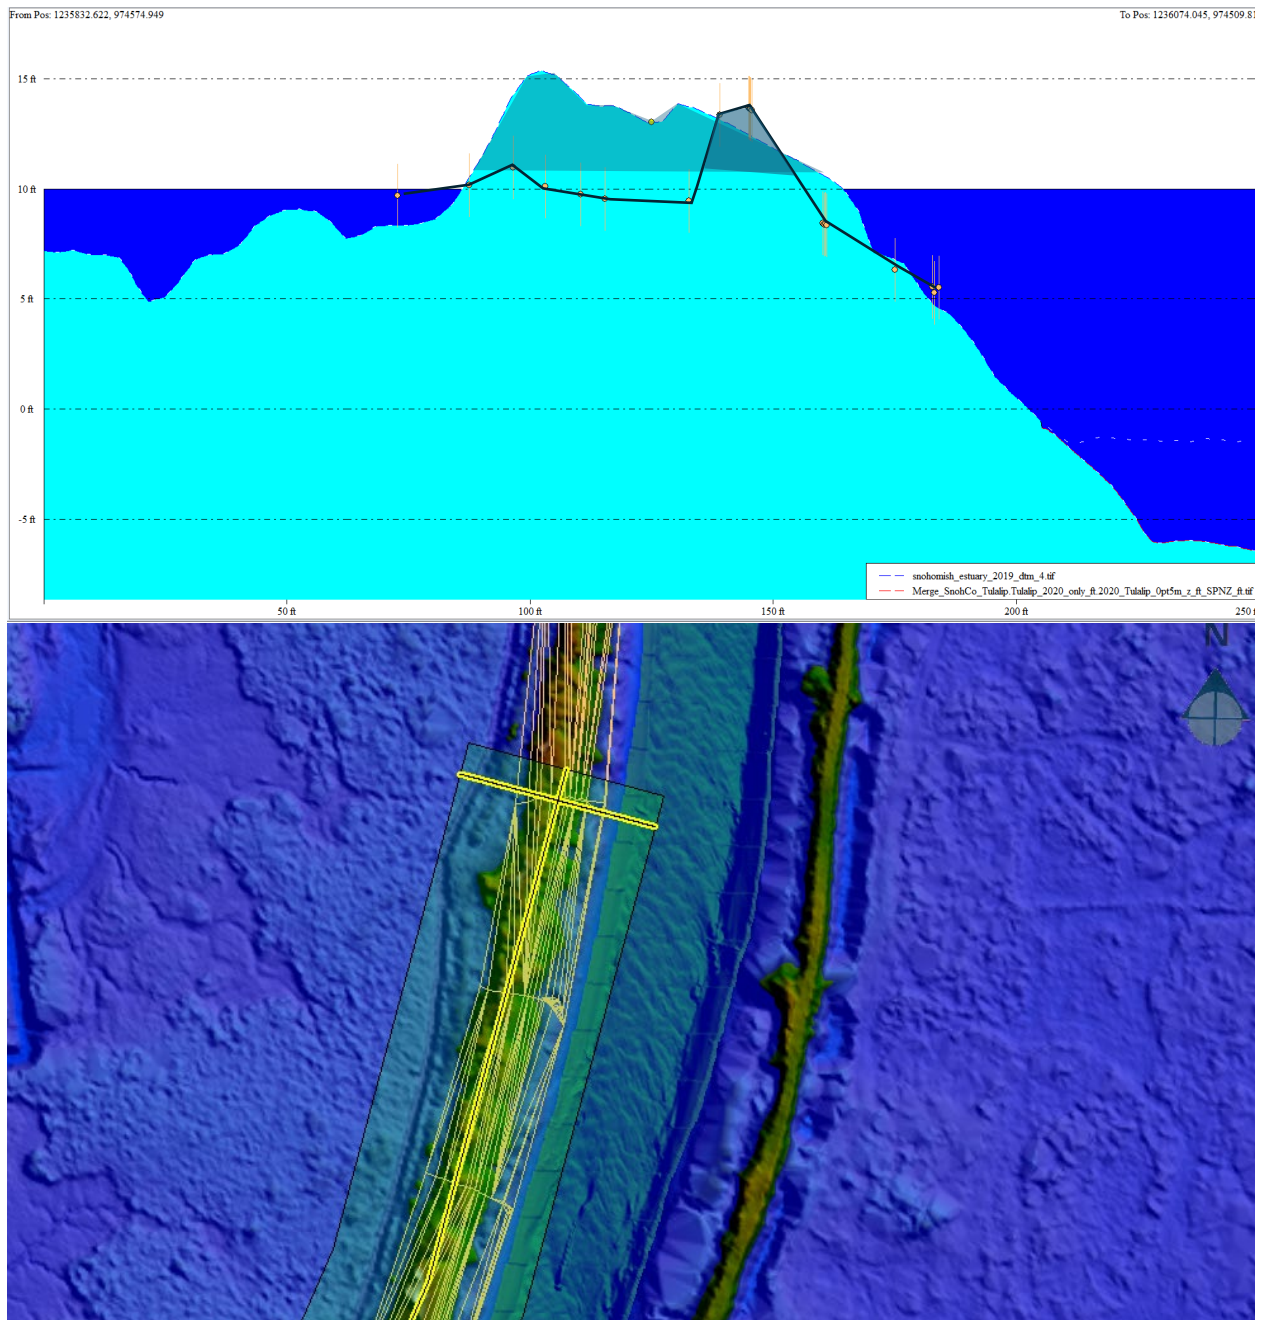 From Pos: 1235832.622, 974574.949
To Pos: 1236074.045, 974509.81
15 ft
10 ft
5 ft
0 ft
-5 ft
snohomish_estuary_2019_dtm_4.tif
Merge_SnohCo_Tulalip.Tulalip_2020_only_ft.2020_Tulalip_0pt5m_z_ft_SPNZ_ft.tif
50 ft
100 ft
150 ft
200 ft
250 f
N